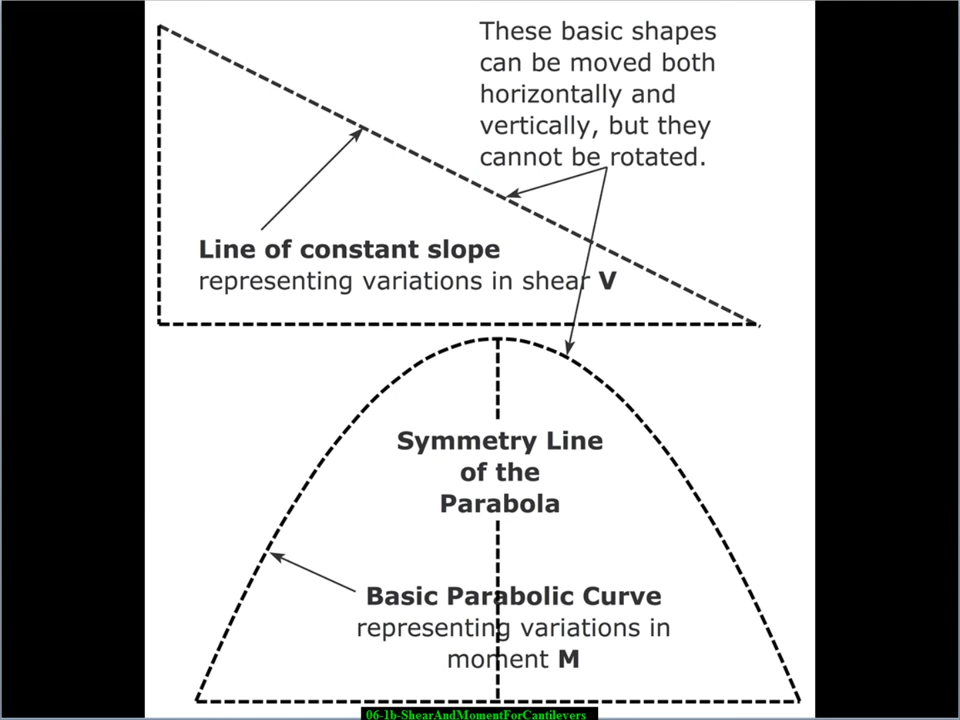 These basic shapes
can be moved both
horizontally and
vertically, but they
cannot be rotated.
Line of constant slope
representing variations in shear V
Symmetry Line
of the
Parabola
Basic Parabolic Curve
representing variations in
moment M
06-1b-ShearAndMomentForCantilevers